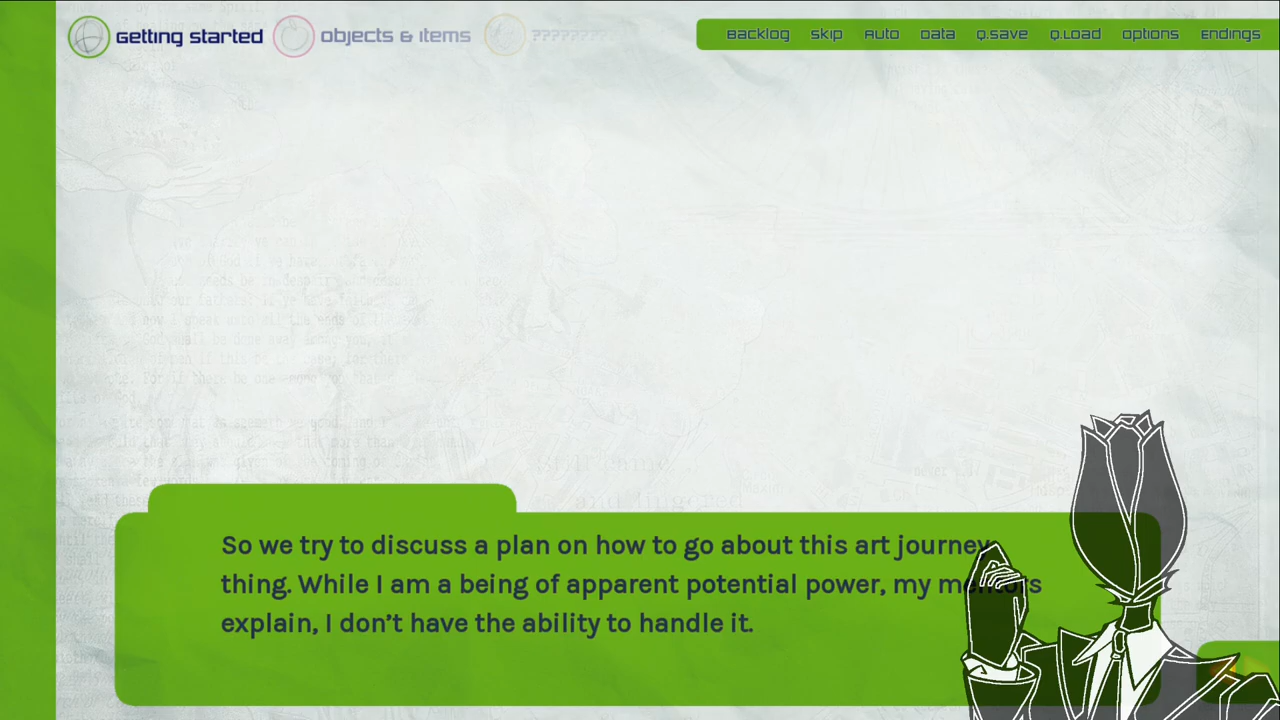 Getting started
Objects & Items
?????????
Backlog Skip Auto Data Q.Save Q.Load Options Endings
So we try to discuss a plan on how to go about this art journey
thing. While I am a being of apparent potential power, my mentors
explain, I don't have the ability to handle it.